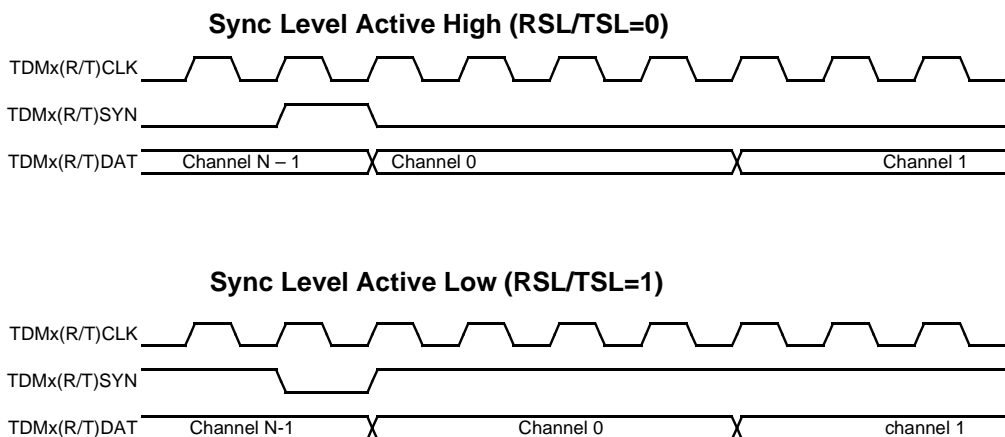 Sync Level Active High (RSL/TSL=0)
TDMx(R/T)CLK
TDMx(R/T)SYN
TDMx(R/T)DAT Channel N – 1 Channel 0 Channel 1
Sync Level Active Low (RSL/TSL=1)
TDMx(R/T)CLK
TDMx(R/T)SYN
TDMx(R/T)DAT Channel N-1 Channel 0 channel 1